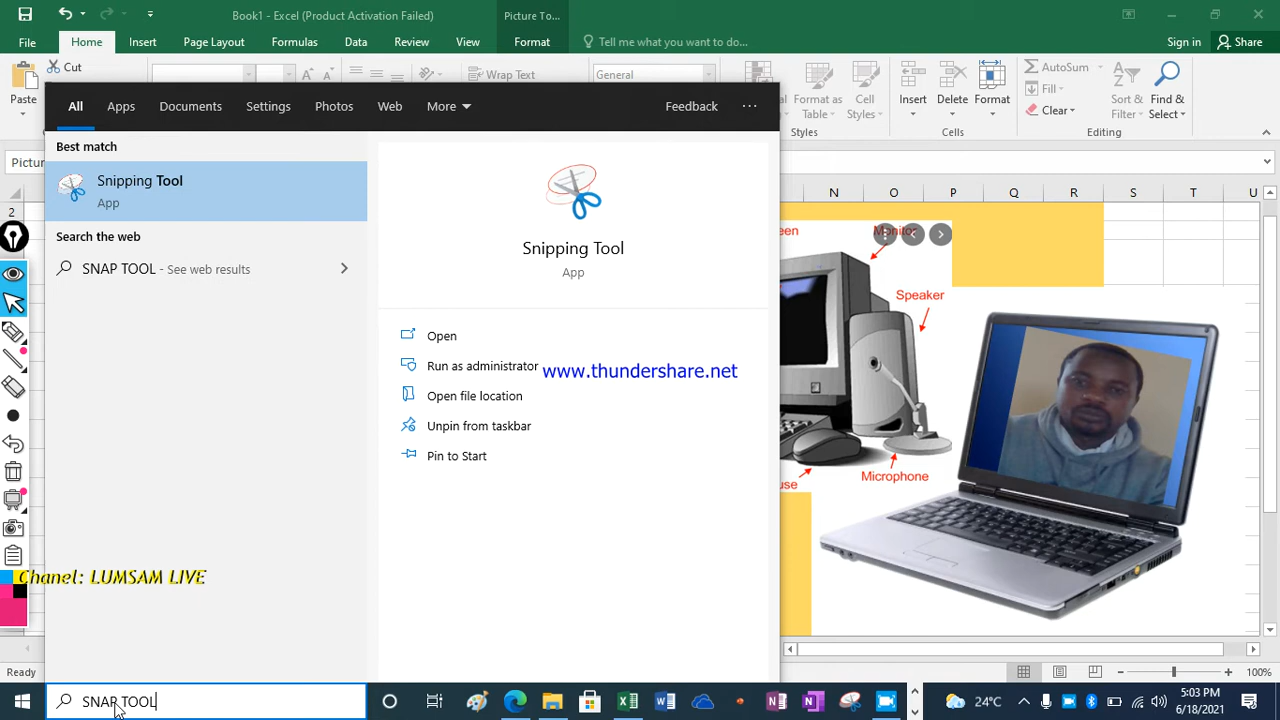 Book1 - Excel (Product Activation Failed)
Picture To...
File Home Insert Page Layout Formulas Data Review View Format Tell me what you want to do... Sign in Share
Cut
Paste
Wrap Text
General
AutoSum
Fill
Clear
Format as Table
Cell Styles
Insert Delete Format
Sort & Filter
Find & Select
Styles Cells Editing
All Apps Documents Settings Photos Web More Feedback ...
Best match
Snipping Tool
App
Search the web
SNAP TOOL - See web results
Snipping Tool
App
Open
Run as administrator
Open file location
Unpin from taskbar
Pin to Start
www.thundershare.net
Pictur
2
N O P Q R S T U
een
Monitor
Speaker
Microphone
use
Chanel: LUMSAM LIVE
Ready
100%
SNAP TOOL
24°C
5:03 PM
6/18/2021